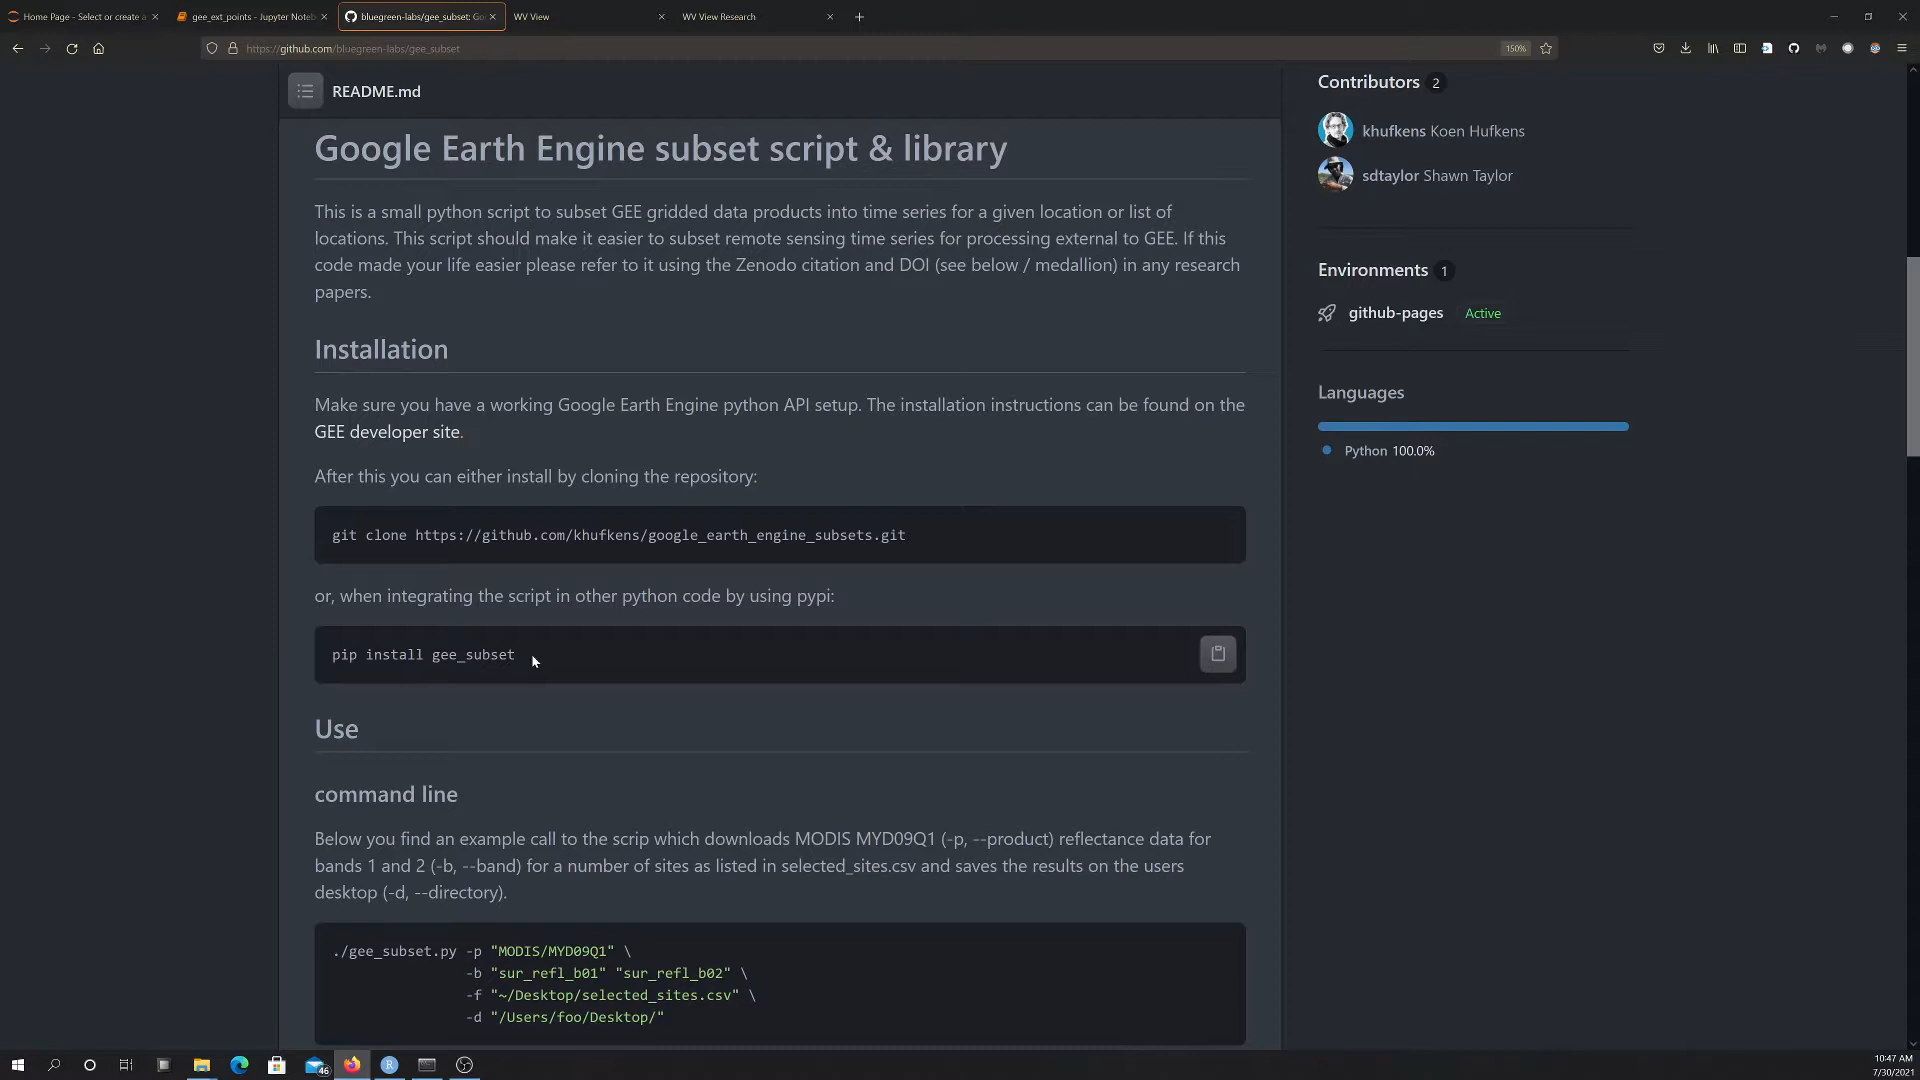 Home Page - Select or create a
gee_ext_points - Jupyter Noteb
bluegreen-labs/gee_subset: Go
WV View
WV View Research
https://github.com/bluegreen-labs/gee_subset
150%
README.md
Google Earth Engine subset script & library
This is a small python script to subset GEE gridded data products into time series for a given location or list of
locations. This script should make it easier to subset remote sensing time series for processing external to GEE. If this
code made your life easier please refer to it using the Zenodo citation and DOI (see below / medallion) in any research
papers.
Installation
Make sure you have a working Google Earth Engine python API setup. The installation instructions can be found on the
GEE developer site.
After this you can either install by cloning the repository:
git clone https://github.com/khufkens/google_earth_engine_subsets.git
or, when integrating the script in other python code by using pypi:
pip install gee_subset
Use
command line
Below you find an example call to the scrip which downloads MODIS MYD09Q1 (-p, --product) reflectance data for
bands 1 and 2 (-b, --band) for a number of sites as listed in selected_sites.csv and saves the results on the users
desktop (-d, --directory).
./gee_subset.py -p "MODIS/MYD09Q1" \
-b "sur_refl_b01" "sur_refl_b02" \
-f "~/Desktop/selected_sites.csv" \
-d "/Users/foo/Desktop/"
Contributors 2
khufkens Koen Hufkens
sdtaylor Shawn Taylor
Environments 1
github-pages Active
Languages
Python 100.0%
46
R
10:47 AM
7/30/2021